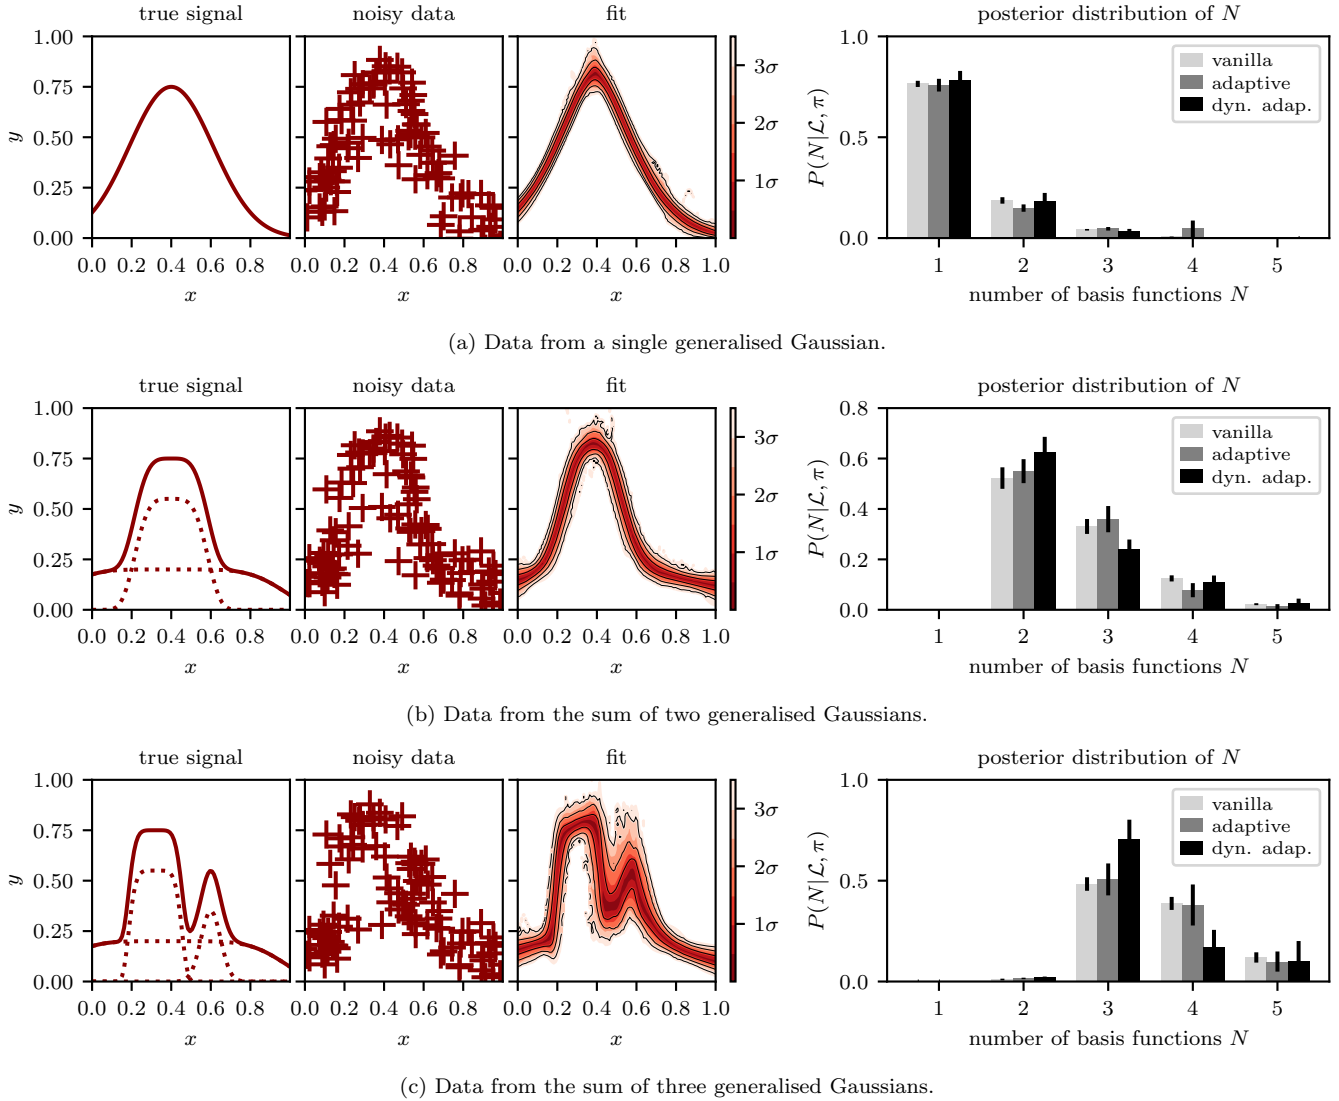 true signal
noisy data
fit
posterior distribution of N
1.00
0.75
0.50
0.25
0.00
y
3σ
2σ
1σ
1.0
0.5
0.0
P(N|ℒ, π)
vanilla
adaptive
dyn. adap.
0.0 0.2 0.4 0.6 0.8
0.0 0.2 0.4 0.6 0.8
0.0 0.2 0.4 0.6 0.8 1.0
1 2 3 4 5
x
x
x
number of basis functions N
(a) Data from a single generalised Gaussian.
true signal
noisy data
fit
posterior distribution of N
1.00
0.75
0.50
0.25
0.00
y
3σ
2σ
1σ
0.8
0.6
0.4
0.2
0.0
P(N|ℒ, π)
vanilla
adaptive
dyn. adap.
0.0 0.2 0.4 0.6 0.8
0.0 0.2 0.4 0.6 0.8
0.0 0.2 0.4 0.6 0.8 1.0
1 2 3 4 5
x
x
x
number of basis functions N
(b) Data from the sum of two generalised Gaussians.
true signal
noisy data
fit
posterior distribution of N
1.00
0.75
0.50
0.25
0.00
y
3σ
2σ
1σ
1.0
0.5
0.0
P(N|ℒ, π)
vanilla
adaptive
dyn. adap.
0.0 0.2 0.4 0.6 0.8
0.0 0.2 0.4 0.6 0.8
0.0 0.2 0.4 0.6 0.8 1.0
1 2 3 4 5
x
x
x
number of basis functions N
(c) Data from the sum of three generalised Gaussians.